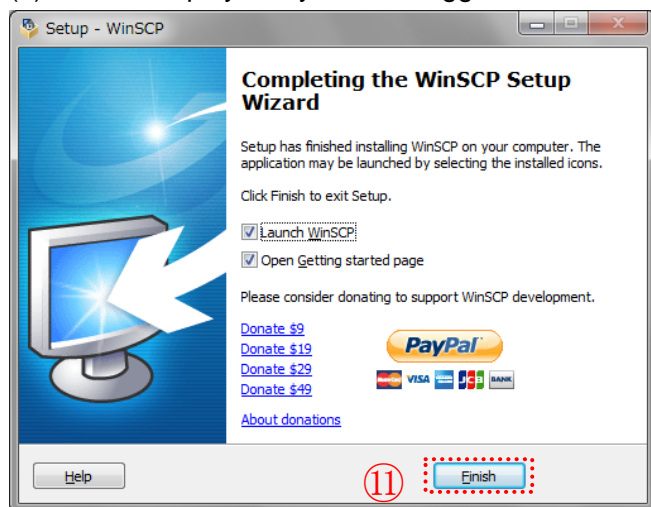 Setup - WinSCP
Completing the WinSCP Setup
Wizard
Setup has finished installing WinSCP on your computer. The
application may be launched by selecting the installed icons.
Click Finish to exit Setup.
Launch WinSCP
Open Getting started page
Please consider donating to support WinSCP development.
Donate $9
Donate $19
Donate $29
Donate $49
About donations
PayPal
VISA
JCB
BANK
Help
⑪
Finish